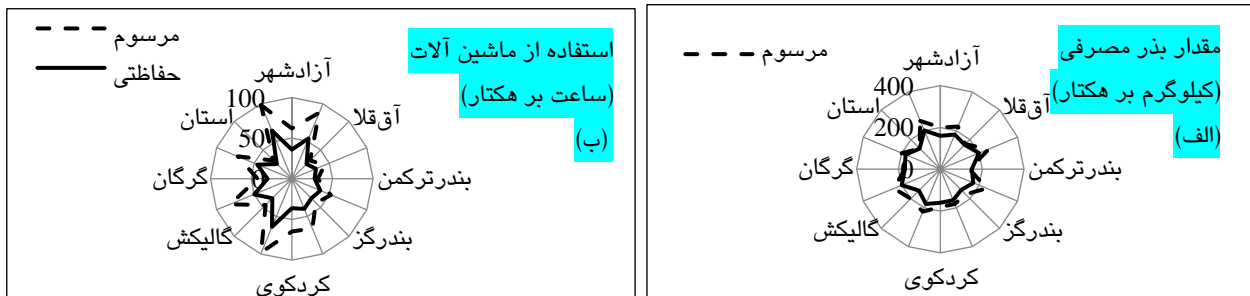 مقدار بذر مصرفی
(کیلوگرم بر هکتار)
(الف)
مرسوم
آزادشهر
آق‌قلا
بندرترکمن
بندرگز
کردکوی
گالیکش
گرگان
استان
400
200
0
استفاده از ماشین آلات
(ساعت بر هکتار)
(ب)
مرسوم
حفاظتی
آزادشهر
آق‌قلا
بندرترکمن
بندرگز
کردکوی
گالیکش
گرگان
استان
100
50